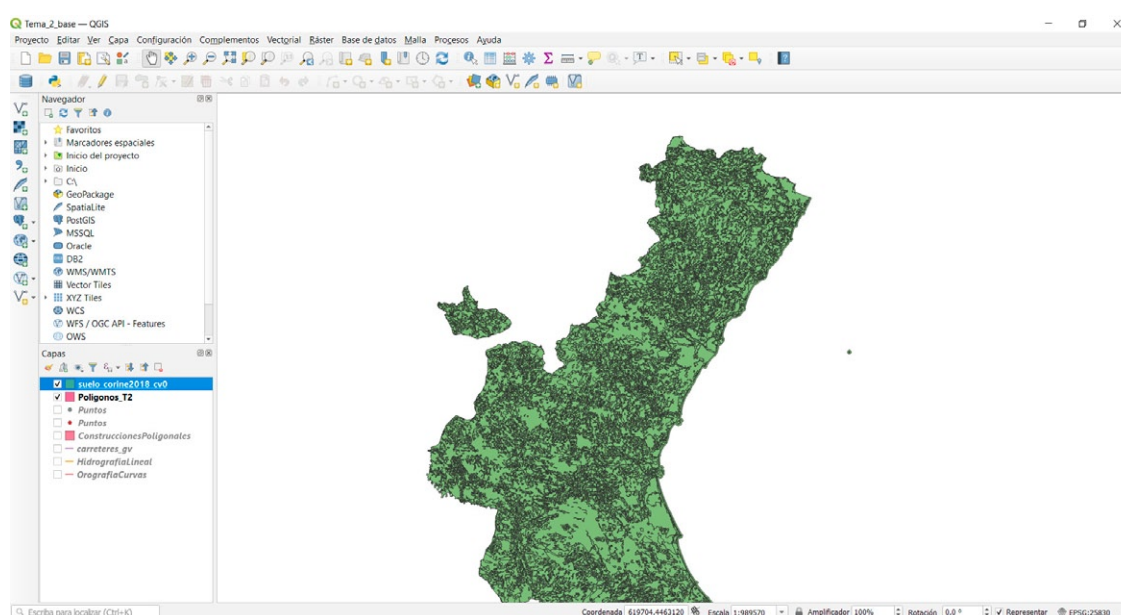 Tema_2_base — QGIS
Proyecto Editar Ver Capa Configuración Complementos Vectorial Ráster Base de datos Malla Procesos Ayuda
Navegador
Favoritos
Marcadores espaciales
Inicio del proyecto
Inicio
C:\
GeoPackage
SpatiaLite
PostGIS
MSSQL
Oracle
DB2
WMS/WMTS
Vector Tiles
XYZ Tiles
WCS
WFS / OGC API - Features
OWS
Capas
suelo corine2018 cv0
Poligonos_T2
Puntos
Puntos
ConstruccionesPoligonales
carreteres_gv
HidrografiaLineal
OrografiaCurvas
Escriba para localizar (Ctrl+K) Coordenada 619704.4463120 Escala 1:989570 Amplificador 100% Rotación 0.0 ° Representar EPSG:25830